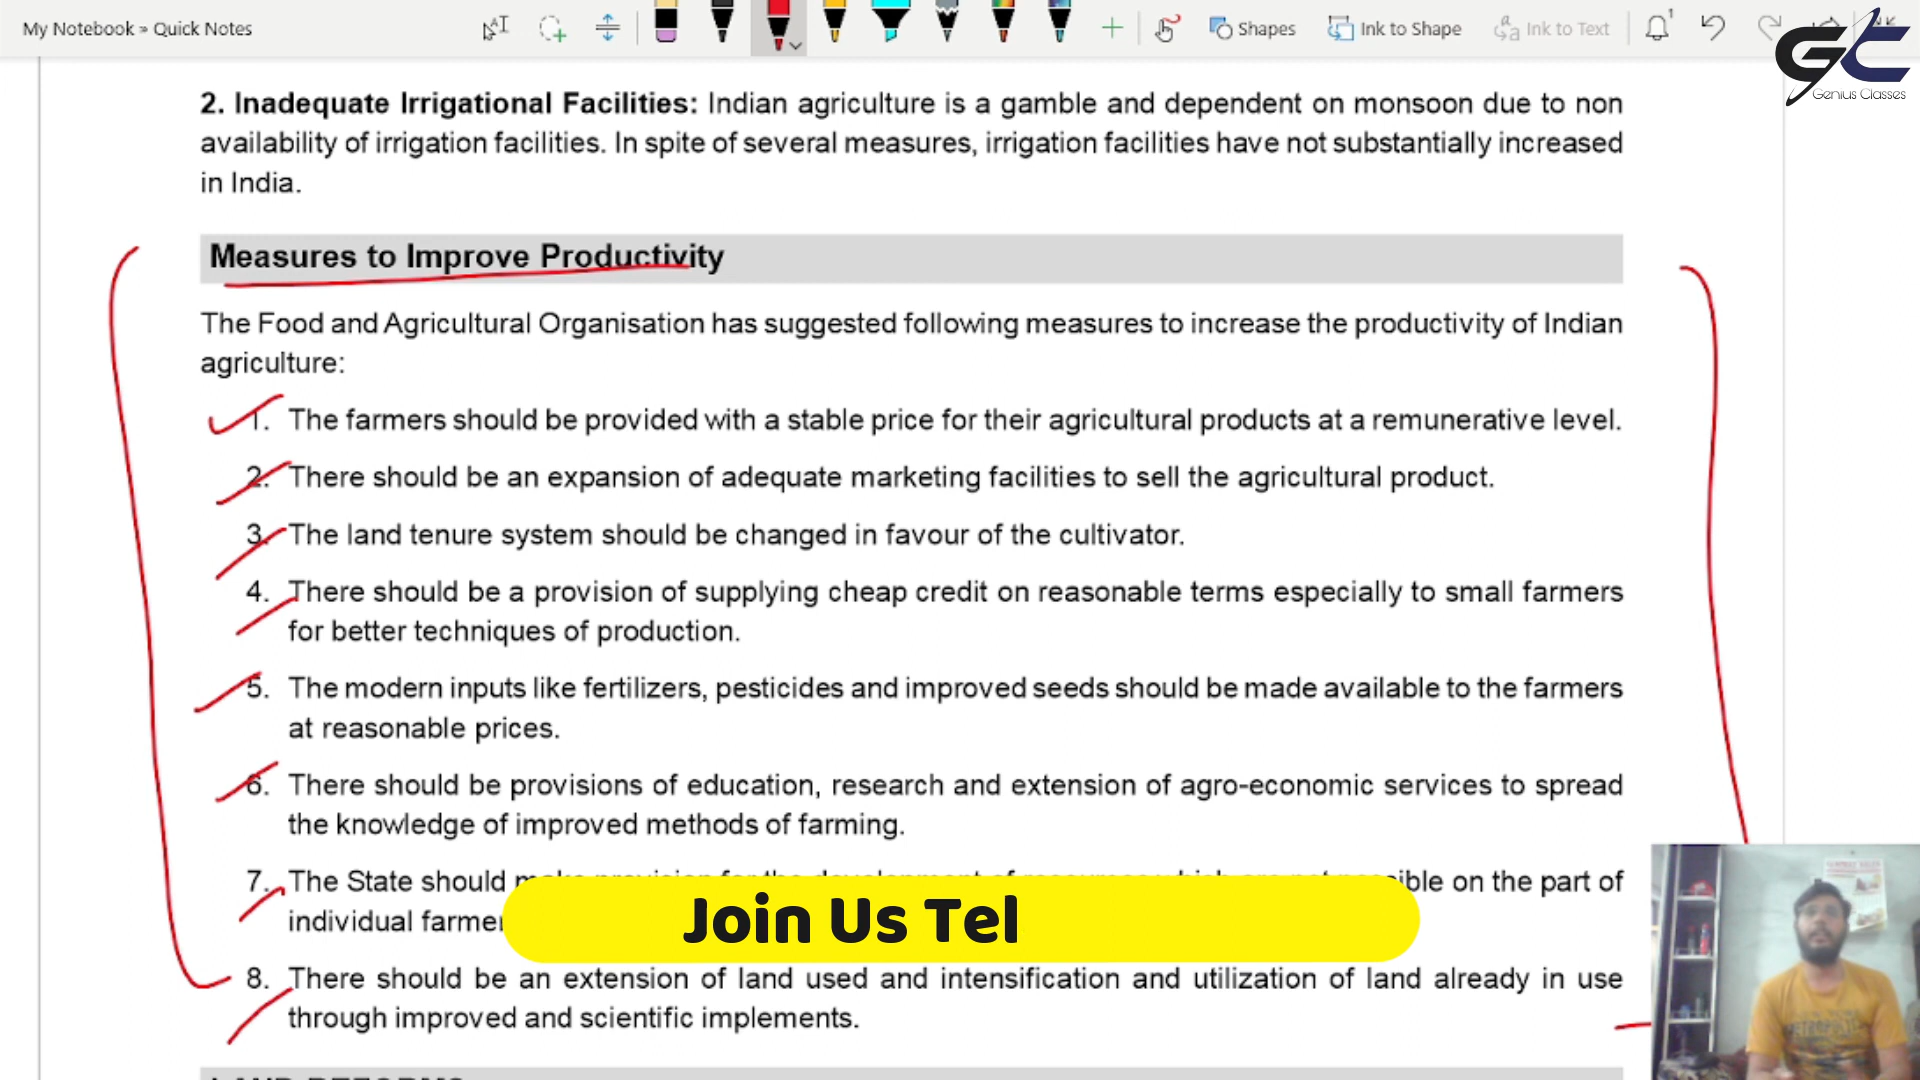 My Notebook » Quick Notes
Shapes
Ink to Shape
Ink to Text
GC
Genius Classes
2. Inadequate Irrigational Facilities: Indian agriculture is a gamble and dependent on monsoon due to non
availability of irrigation facilities. In spite of several measures, irrigation facilities have not substantially increased
in India.
Measures to Improve Productivity
The Food and Agricultural Organisation has suggested following measures to increase the productivity of Indian
agriculture:
1. The farmers should be provided with a stable price for their agricultural products at a remunerative level.
2. There should be an expansion of adequate marketing facilities to sell the agricultural product.
3. The land tenure system should be changed in favour of the cultivator.
4. There should be a provision of supplying cheap credit on reasonable terms especially to small farmers
for better techniques of production.
5. The modern inputs like fertilizers, pesticides and improved seeds should be made available to the farmers
at reasonable prices.
6. There should be provisions of education, research and extension of agro-economic services to spread
the knowledge of improved methods of farming.
7. The State should on the part of
individual
Join Us Tel
8. There should be an extension of land used and intensification and utilization of land already in use
through improved and scientific implements.